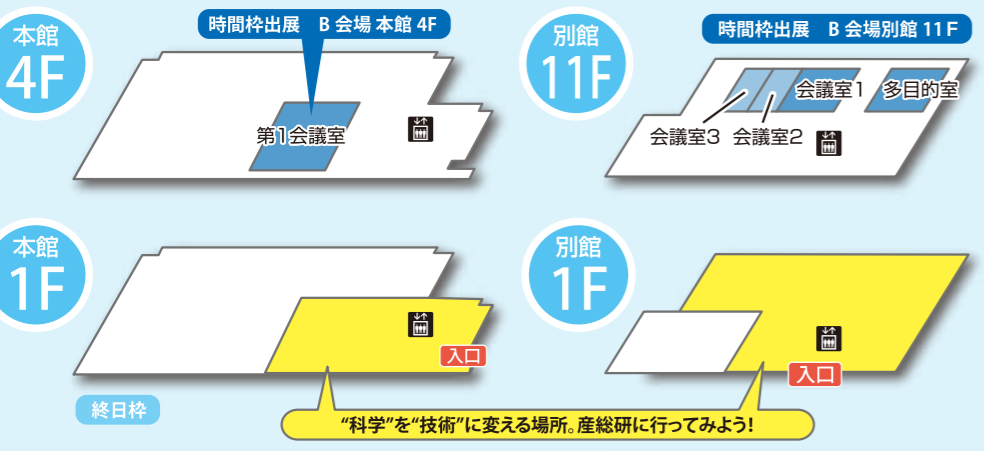 本館
4F
時間枠出展 B 会場 本館 4F
第1会議室
別館
11F
時間枠出展 B 会場別館 11F
会議室1 多目的室
会議室3 会議室2
本館
1F
入口
別館
1F
入口
終日枠
“科学”を“技術”に変える場所。産総研に行ってみよう!